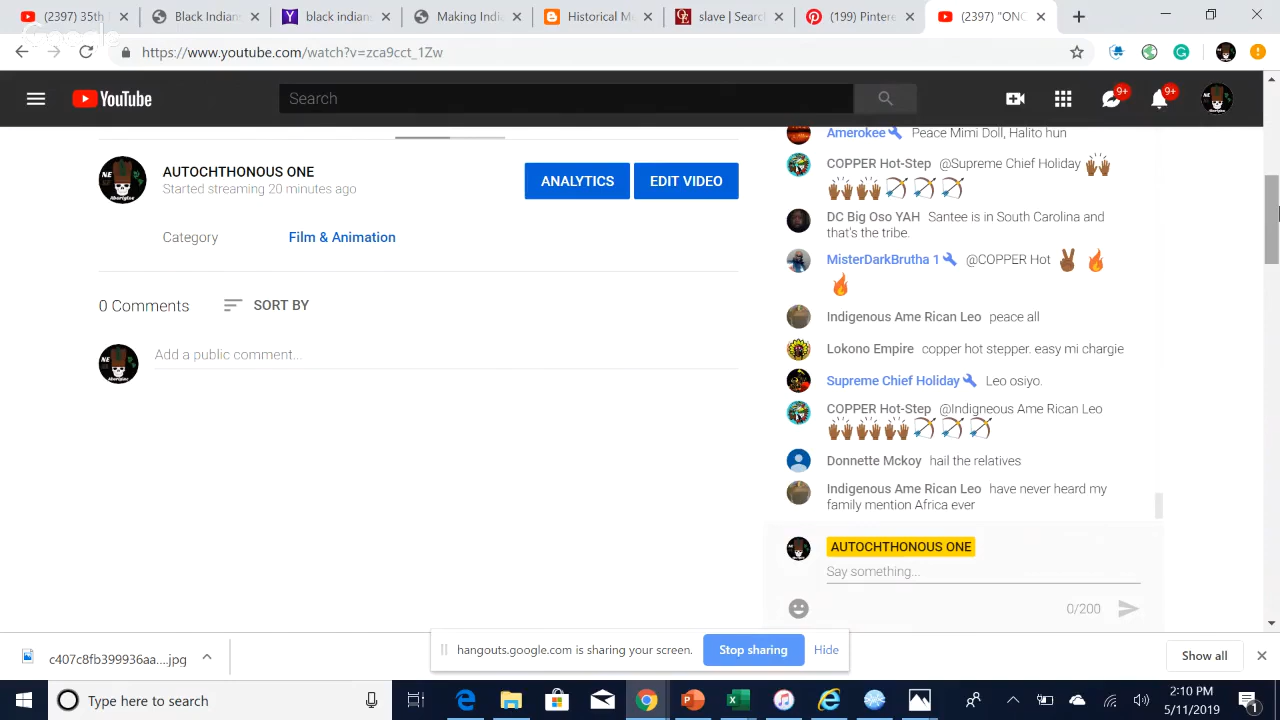 (2397) 35th
Black Indian
black indians
Making Indi
Historical M
slave | Search
(199) Pintere
(2397) "ONC
https://www.youtube.com/watch?v=zca9cct_1Zw
YouTube
Search
9+
9+
AUTOCHTHONOUS ONE
Started streaming 20 minutes ago
ANALYTICS
EDIT VIDEO
Category
Film & Animation
0 Comments
SORT BY
Add a public comment...
Amerokee Peace Mimi Doll, Halito hun
COPPER Hot-Step @Supreme Chief Holiday 🙌🏾
🙌🏾🙌🏾🏹🏹🏹
DC Big Oso YAH Santee is in South Carolina and
that's the tribe.
MisterDarkBrutha 1 @COPPER Hot ✌🏾 🔥
🔥
Indigenous Ame Rican Leo peace all
Lokono Empire copper hot stepper. easy mi chargie
Supreme Chief Holiday Leo osiyo.
COPPER Hot-Step @Indigneous Ame Rican Leo
🙌🏾🙌🏾🙌🏾🏹🏹🏹
Donnette Mckoy hail the relatives
Indigenous Ame Rican Leo have never heard my
family mention Africa ever
AUTOCHTHONOUS ONE
Say something...
0/200
c407c8fb399936aa....jpg
hangouts.google.com is sharing your screen.
Stop sharing
Hide
Show all
Type here to search
2:10 PM
5/11/2019
1